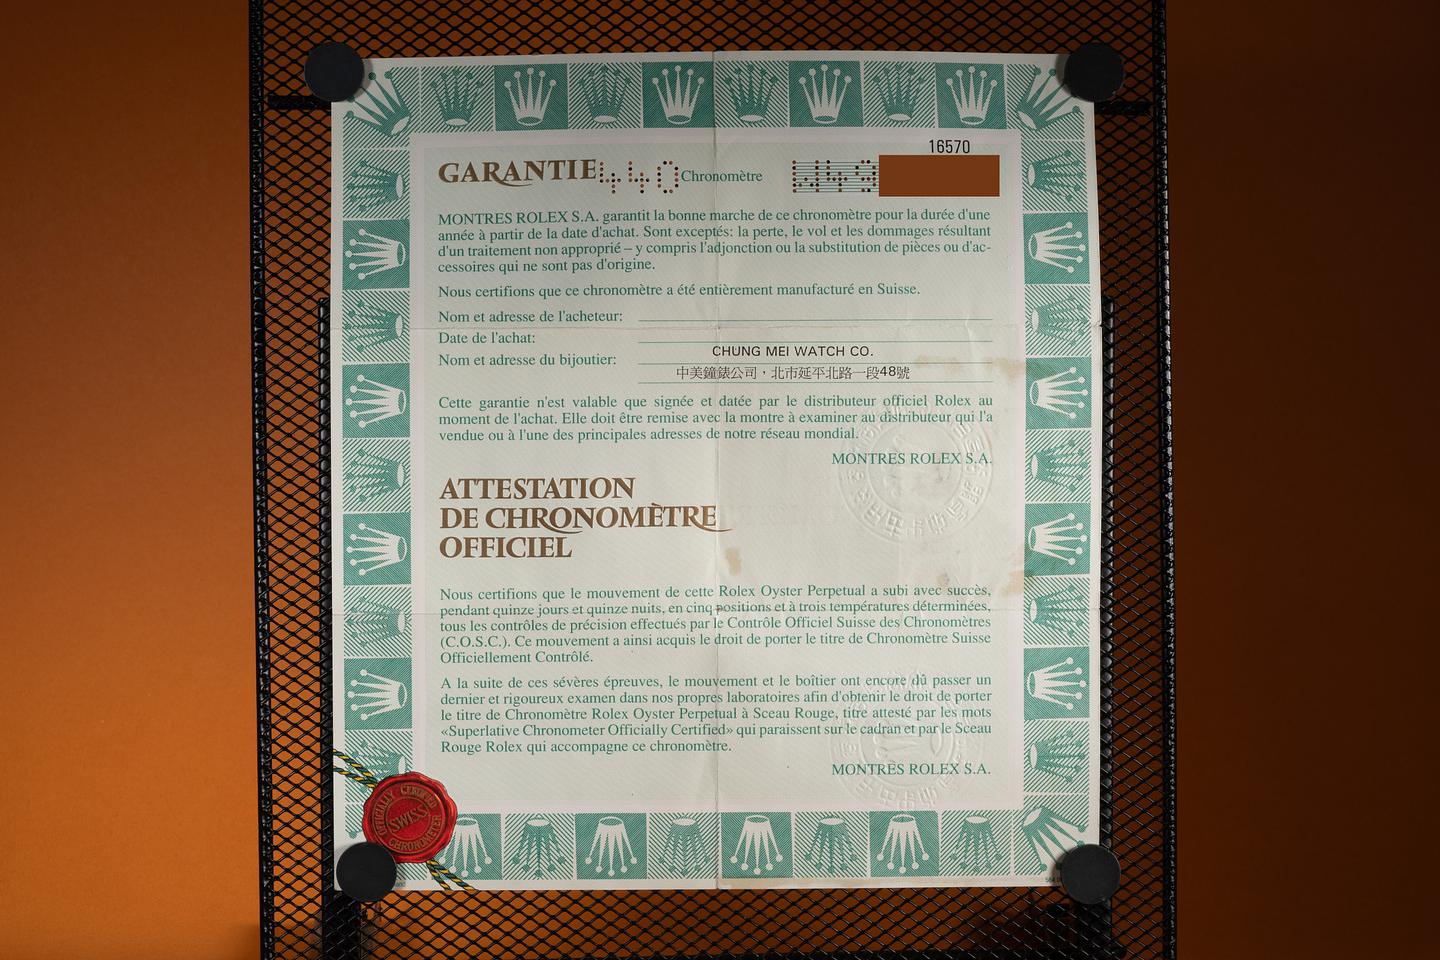 16570
GARANTIE 440 Chronomètre W49
MONTRES ROLEX S.A. garantit la bonne marche de ce chronomètre pour la durée d'une
année à partir de la date d'achat. Sont exceptés: la perte, le vol et les dommages résultant
d'un traitement non approprié – y compris l'adjonction ou la substitution de pièces ou d'ac-
cessoires qui ne sont pas d'origine.
Nous certifions que ce chronomètre a été entièrement manufacturé en Suisse.
Nom et adresse de l'acheteur:
Date de l'achat:
Nom et adresse du bijoutier: CHUNG MEI WATCH CO.
中美鐘錶公司，北市延平北路一段48號
Cette garantie n'est valable que signée et datée par le distributeur officiel Rolex au
moment de l'achat. Elle doit être remise avec la montre à examiner au distributeur qui l'a
vendue ou à l'une des principales adresses de notre réseau mondial.
MONTRES ROLEX S.A.
ATTESTATION
DE CHRONOMÈTRE
OFFICIEL
Nous certifions que le mouvement de cette Rolex Oyster Perpetual a subi avec succès,
pendant quinze jours et quinze nuits, en cinq positions et à trois températures déterminées,
tous les contrôles de précision effectués par le Contrôle Officiel Suisse des Chronomètres
(C.O.S.C.). Ce mouvement a ainsi acquis le droit de porter le titre de Chronomètre Suisse
Officiellement Contrôlé.
A la suite de ces sévères épreuves, le mouvement et le boîtier ont encore dû passer un
dernier et rigoureux examen dans nos propres laboratoires afin d'obtenir le droit de porter
le titre de Chronomètre Rolex Oyster Perpetual à Sceau Rouge, titre attesté par les mots
«Superlative Chronometer Officially Certified» qui paraissent sur le cadran et par le Sceau
Rouge Rolex qui accompagne ce chronomètre.
MONTRES ROLEX S.A.
OFFICIALLY CERTIFIED
SWISS
CHRONOMETER